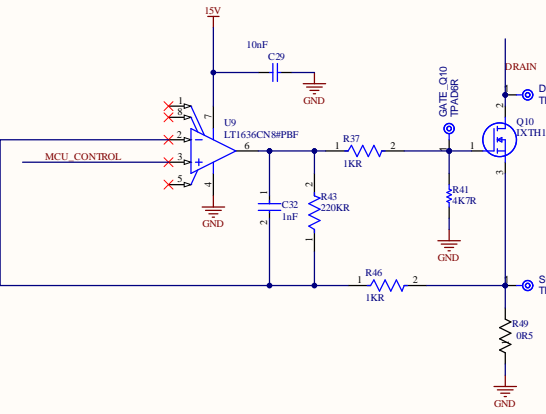 15V
10nF
C29
GND
GATE_Q10
TPAD6R
DRAIN
2
D
1
8
7
U9
LT1636CN8#PBF
2
6
1
R37
2
1
1
Q10
IXTH1
MCU_CONTROL
3
1KR
5
4
1
2
R43
220KR
C32
1nF
R41
4K7R
3
GND
2
1
GND
R46
1
2
1KR
1
S
R49
0R5
GND